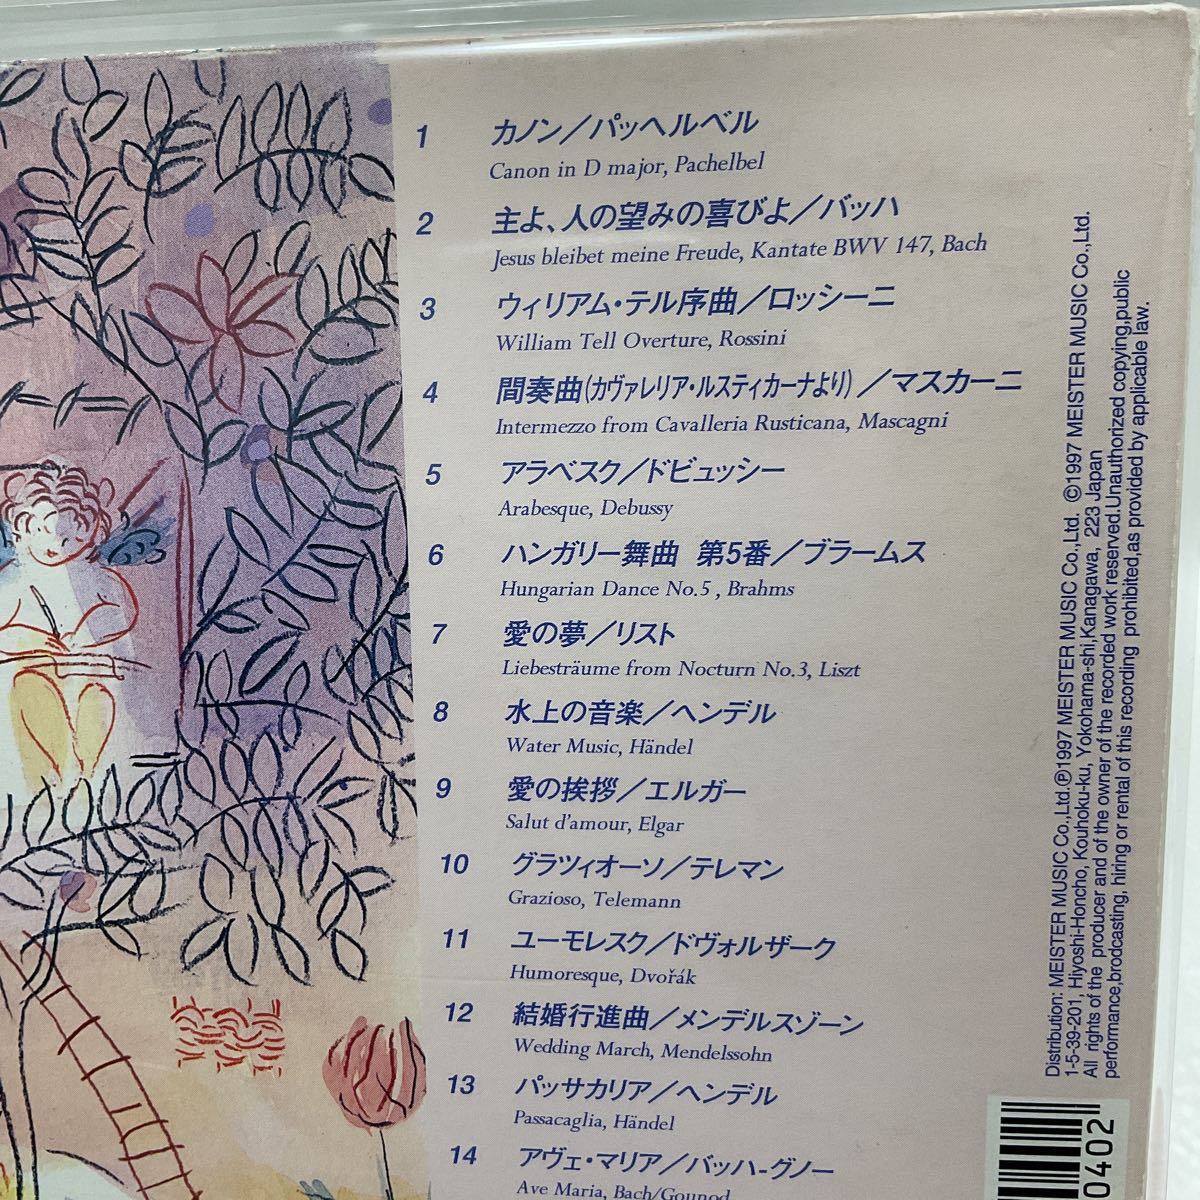 1 カノン/パッヘルベル
Canon in D major, Pachelbel
2 主よ、人の望みの喜びよ/バッハ
Jesus bleibet meine Freude, Kantate BWV 147, Bach
3 ウィリアム・テル序曲/ロッシーニ
William Tell Overture, Rossini
4 間奏曲(カヴァレリア・ルスティカーナより)/マスカーニ
Intermezzo from Cavalleria Rusticana, Mascagni
5 アラベスク/ドビュッシー
Arabesque, Debussy
6 ハンガリー舞曲 第5番/ブラームス
Hungarian Dance No.5 , Brahms
7 愛の夢/リスト
Liebesträume from Nocturn No.3, Liszt
8 水上の音楽/ヘンデル
Water Music, Händel
9 愛の挨拶/エルガー
Salut d'amour, Elgar
10 グラツィオーソ/テレマン
Grazioso, Telemann
11 ユーモレスク/ドヴォルザーク
Humoresque, Dvořák
12 結婚行進曲/メンデルスゾーン
Wedding March, Mendelssohn
13 パッサカリア/ヘンデル
Passacaglia, Händel
14 アヴェ・マリア/バッハ-グノー
Ave Maria, Bach/Gounod
Distribution: MEISTER MUSIC Co.,Ltd.Ⓟ1997 MEISTER MUSIC Co.,Ltd. ©1997 MEISTER MUSIC Co.,Ltd.
1-5-39-201, Hiyoshi-Honcho, Kouhoku-ku, Yokohama-shi,Kanagawa, 223 Japan
All rights of the producer and of the owner of the recorded work reserved.Unauthorized copying,public
performance,brodcasting, hiring or rental of this recording prohibited,as provided by applicable law.
0402